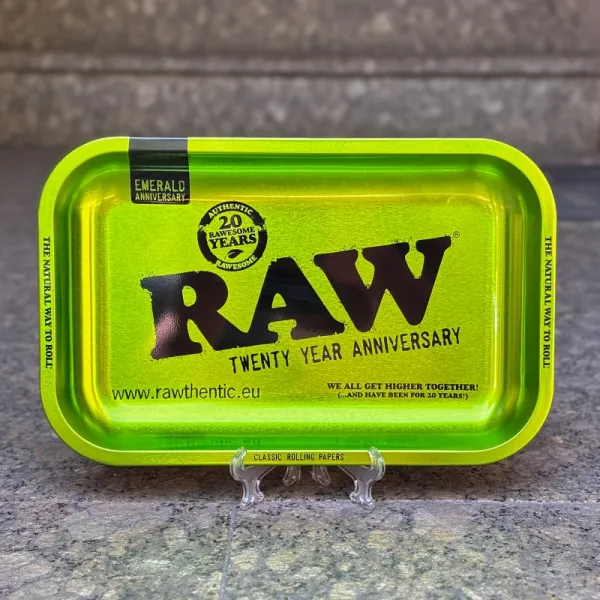 EMERALD
ANNIVERSARY
AUTHENTIC
20
RAWESOME
YEARS
RAWESOME
RAW®
TWENTY YEAR ANNIVERSARY
www.rawthentic.eu
WE ALL GET HIGHER TOGETHER!
(...AND HAVE BEEN FOR 20 YEARS!)
THE NATURAL WAY TO ROLL
THE NATURAL WAY TO ROLL
CLASSIC ROLLING PAPERS